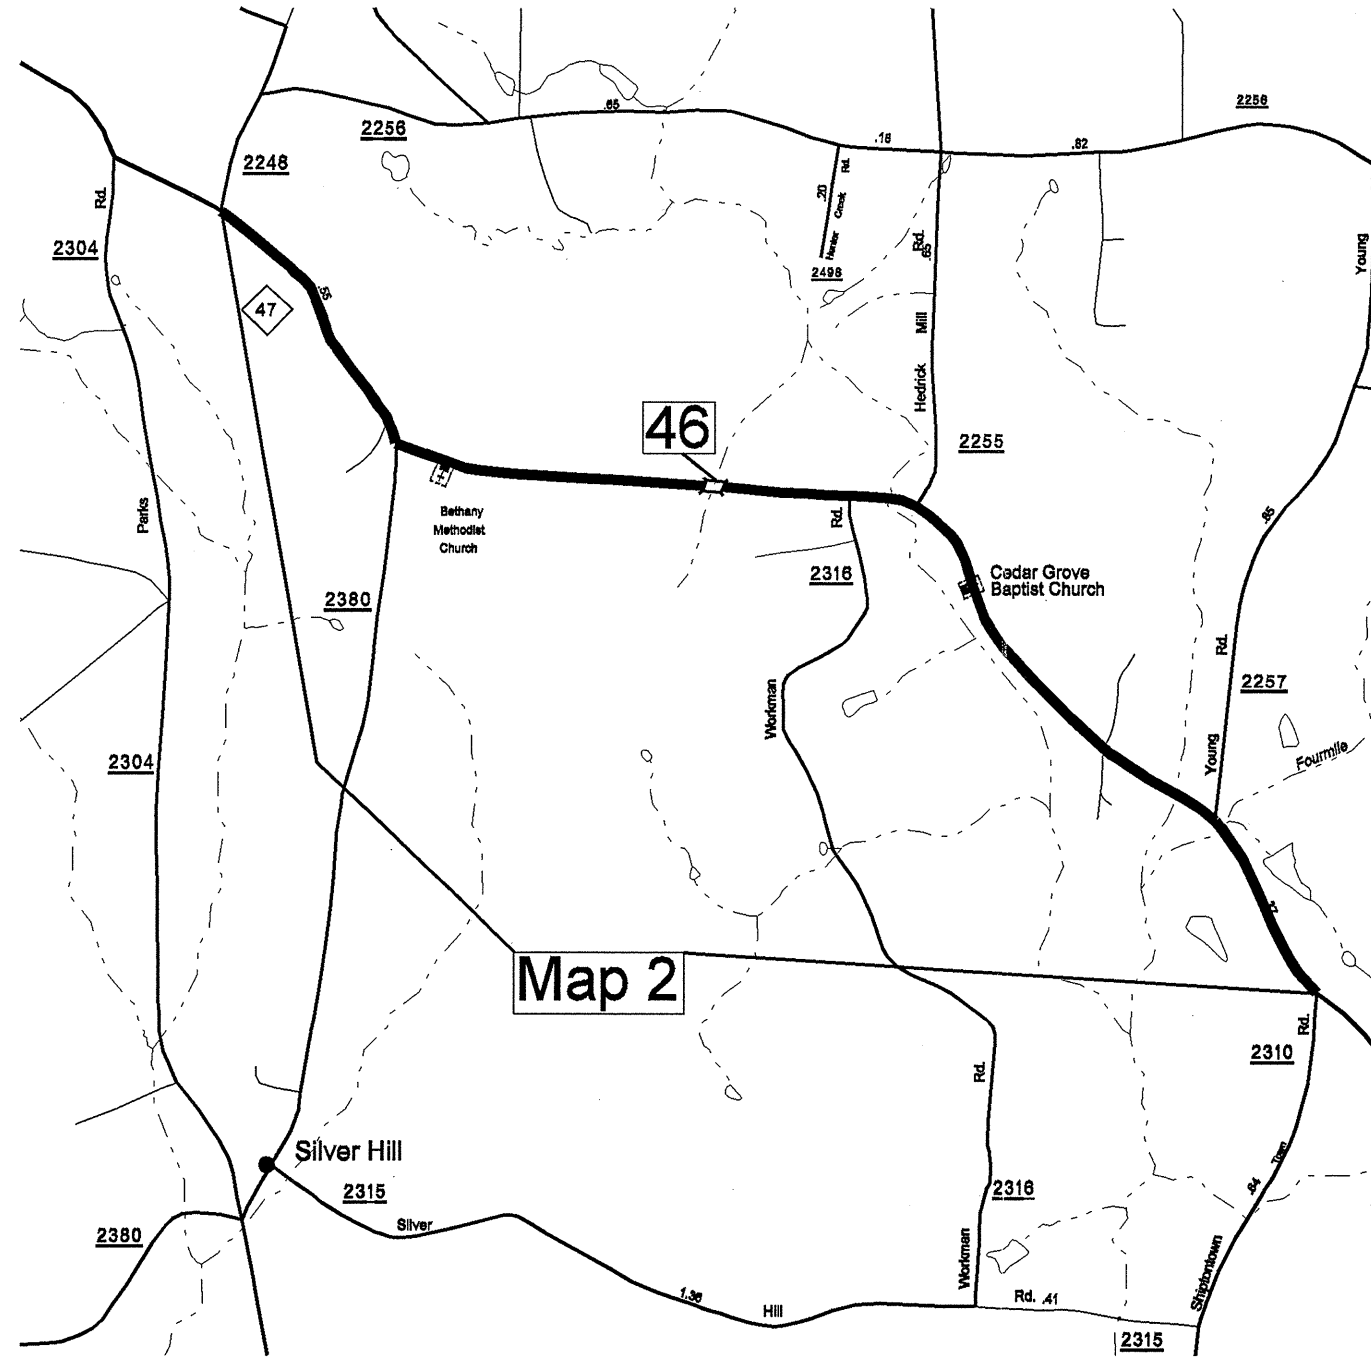 .65
2256
2256
.18
.62
2248
Rd.
Rd.
.20
Hunter Creek
Young
2304
Rd.
.65
2498
.55
47
Mill
Hedrick
46
2255
Parks
Bethany
Methodist
Church
Rd.
.85
2316
Cedar Grove
Baptist Church
2380
Rd.
2257
Workman
Young
Fourmile
2304
Map 2
Rd.
2310
Rd.
Town
Silver Hill
2315
2316
.84
Silver
2380
Workman
Shiptontown
1.36
Hill
Rd. .41
2315